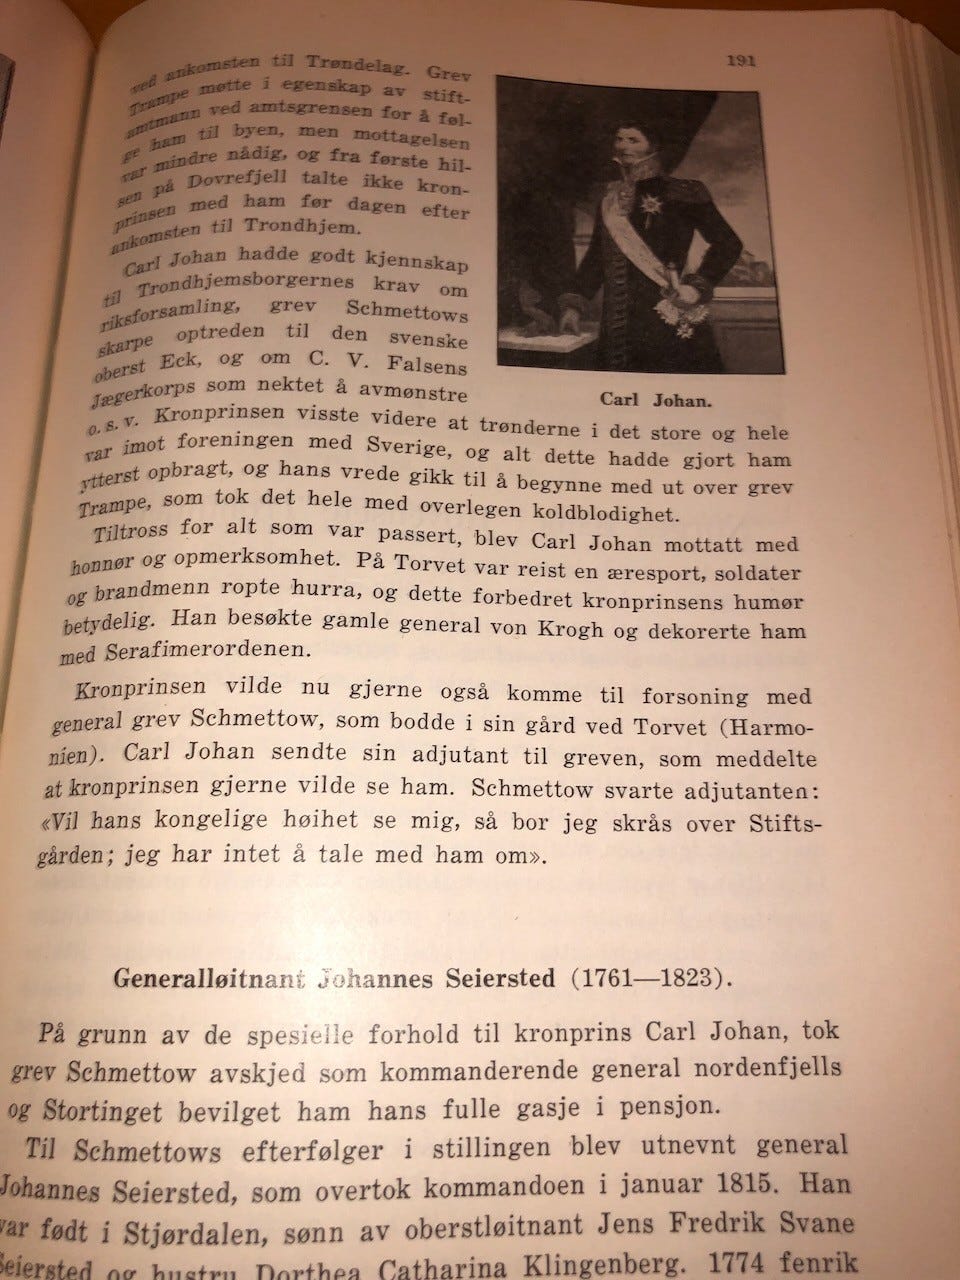 191
ved ankomsten til Trøndelag. Grev
Trampe møtte i egenskap av stift-
amtmann ved amtsgrensen for å føl-
ge ham til byen, men mottagelsen
var mindre nådig, og fra første hil-
sen på Dovrefjell talte ikke kron-
prinsen med ham før dagen efter
ankomsten til Trondhjem.
Carl Johan hadde godt kjennskap
til Trondhjemsborgernes krav om
riksforsamling, grev Schmettows
skarpe optreden til den svenske
oberst Eck, og om C. V. Falsens
Jægerkorps som nektet å avmønstre
Carl Johan.
o. s. v. Kronprinsen visste videre at trønderne i det store og hele
var imot foreningen med Sverige, og alt dette hadde gjort ham
ytterst opbragt, og hans vrede gikk til å begynne med ut over grev
Trampe, som tok det hele med overlegen koldblodighet.
Tiltross for alt som var passert, blev Carl Johan mottatt med
honnør og opmerksomhet. På Torvet var reist en æresport, soldater
og brandmenn ropte hurra, og dette forbedret kronprinsens humør
betydelig. Han besøkte gamle general von Krogh og dekorerte ham
med Serafimerordenen.
Kronprinsen vilde nu gjerne også komme til forsoning med
general grev Schmettow, som bodde i sin gård ved Torvet (Harmo-
nien). Carl Johan sendte sin adjutant til greven, som meddelte
at kronprinsen gjerne vilde se ham. Schmettow svarte adjutanten:
«Vil hans kongelige høihet se mig, så bor jeg skrås over Stifts-
gården; jeg har intet å tale med ham om».
Generalløitnant Johannes Seiersted (1761—1823).
På grunn av de spesielle forhold til kronprins Carl Johan, tok
grev Schmettow avskjed som kommanderende general nordenfjells
og Stortinget bevilget ham hans fulle gasje i pensjon.
Til Schmettows efterfølger i stillingen blev utnevnt general
Johannes Seiersted, som overtok kommandoen i januar 1815. Han
var født i Stjørdalen, sønn av oberstløitnant Jens Fredrik Svane
Seiersted og hustru Dorthea Catharina Klingenberg. 1774 fenrik